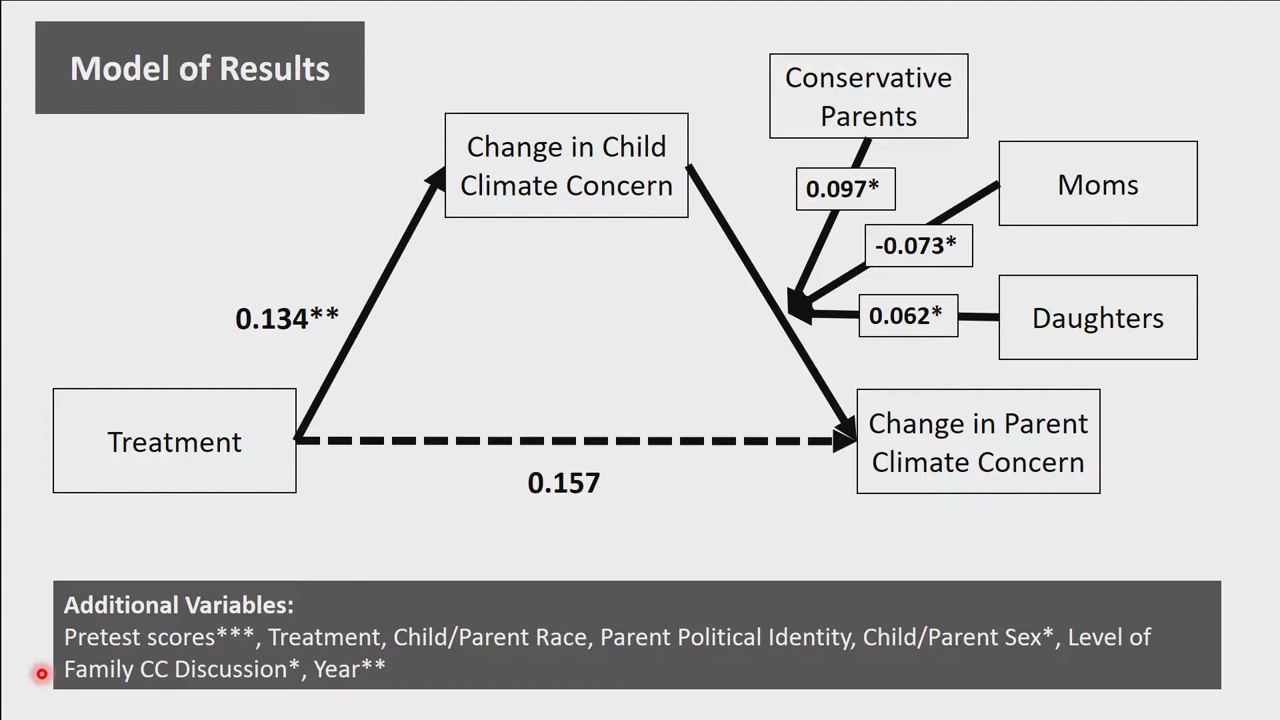 Model of Results
Conservative
Parents
Change in Child
Climate Concern
0.097*
Moms
-0.073*
0.134**
0.062*
Daughters
Treatment
Change in Parent
Climate Concern
0.157
Additional Variables:
Pretest scores***, Treatment, Child/Parent Race, Parent Political Identity, Child/Parent Sex*, Level of
Family CC Discussion*, Year**